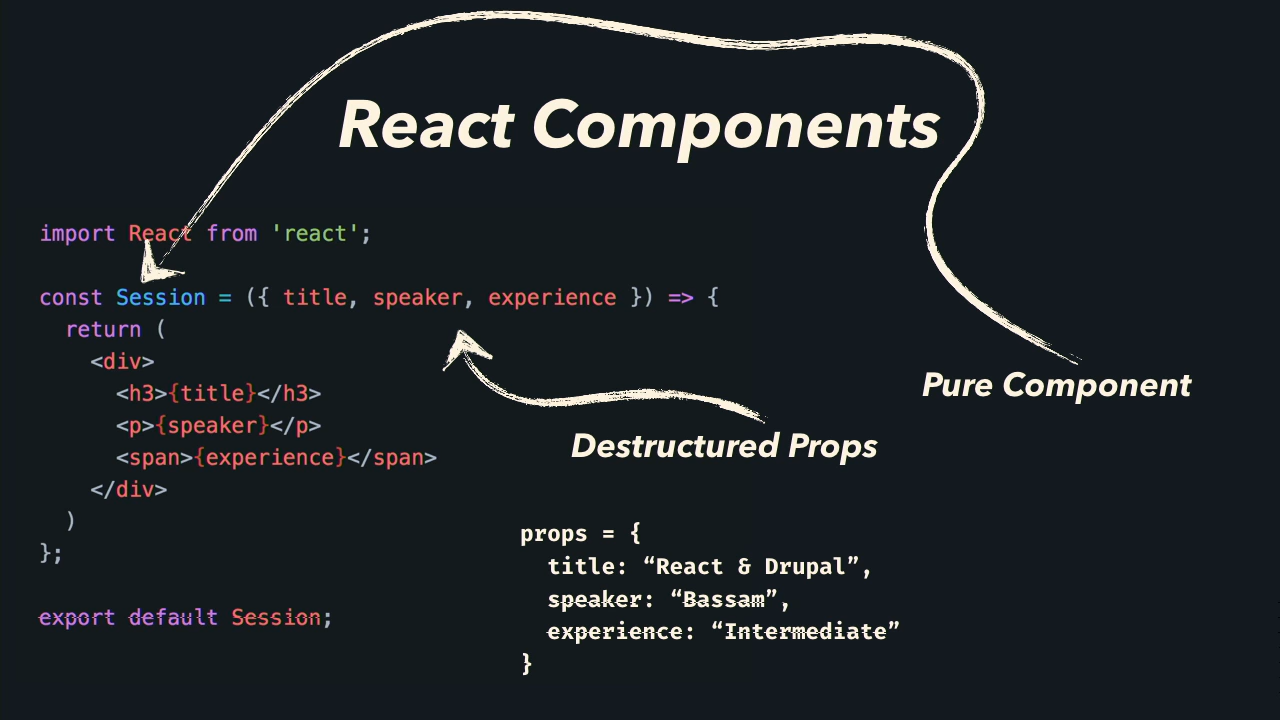 React Components
import React from 'react';
const Session = ({ title, speaker, experience }) => {
  return (
    <div>
      <h3>{title}</h3>
      <p>{speaker}</p>
      <span>{experience}</span>
    </div>
  )
};
export default Session;
Pure Component
Destructured Props
props = {
  title: “React & Drupal”,
  speaker: “Bassam”,
  experience: “Intermediate”
}